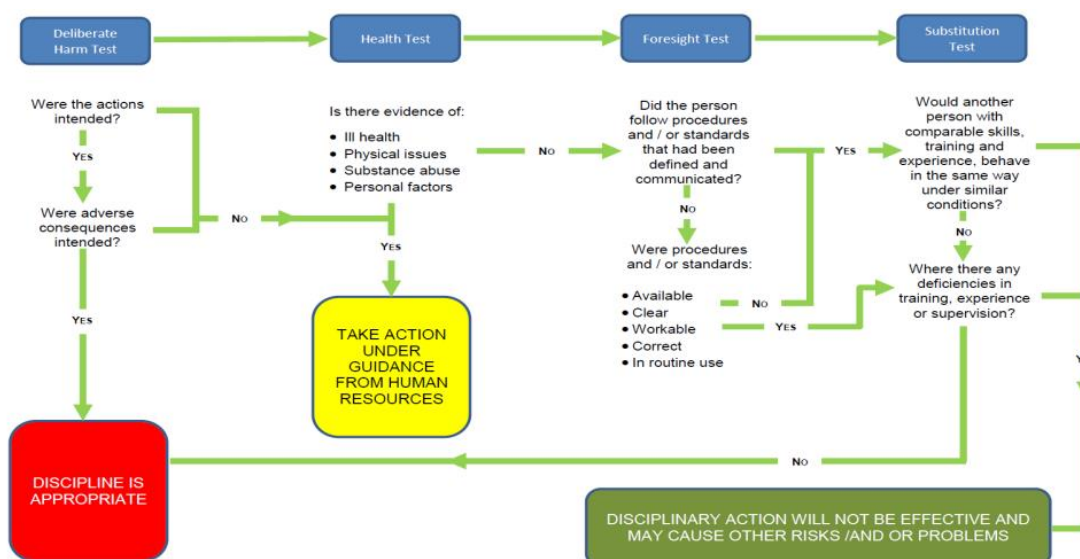 Deliberate
Harm Test
Health Test
Foresight Test
Substitution
Test
Were the actions
intended?
YES
Were adverse
consequences
intended?
YES
NO
DISCIPLINE IS
APPROPRIATE
Is there evidence of:
• Ill health
• Physical issues
• Substance abuse
• Personal factors
NO
YES
TAKE ACTION
UNDER
GUIDANCE
FROM HUMAN
RESOURCES
Did the person
follow procedures
and / or standards
that had been
defined and
communicated?
YES
NO
Were procedures
and / or standards:
• Available
• Clear
• Workable
• Correct
• In routine use
NO
YES
Would another
person with
comparable skills,
training and
experience, behave
in the same way
under similar
conditions?
NO
Where there any
deficiencies in
training, experience
or supervision?
NO
DISCIPLINARY ACTION WILL NOT BE EFFECTIVE AND
MAY CAUSE OTHER RISKS /AND OR PROBLEMS